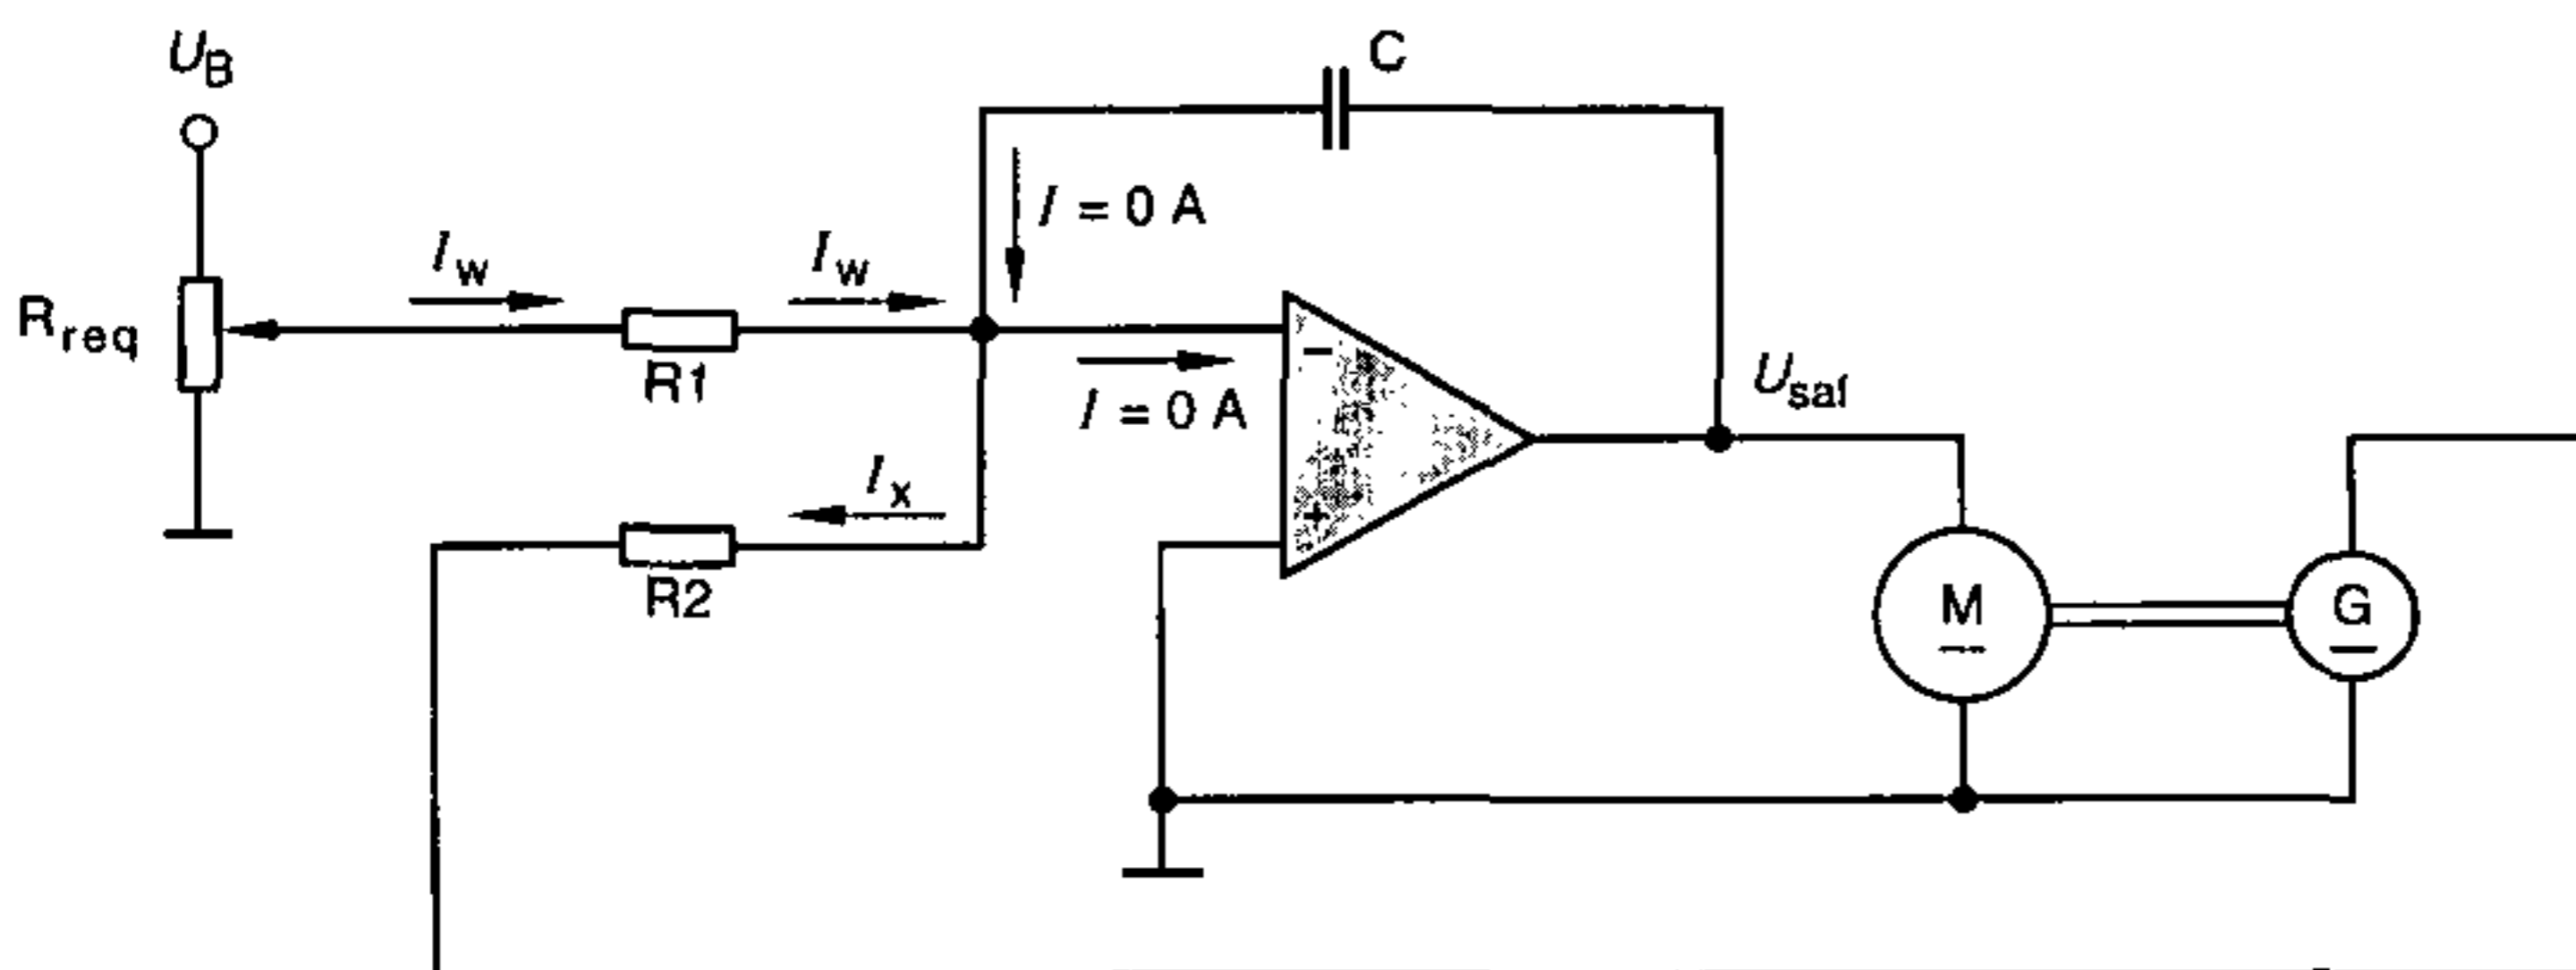 U_B
C
I = 0 A
I_w
I_w
R_req
R1
−
I = 0 A
U_sal
I_x
+
R2
M
G